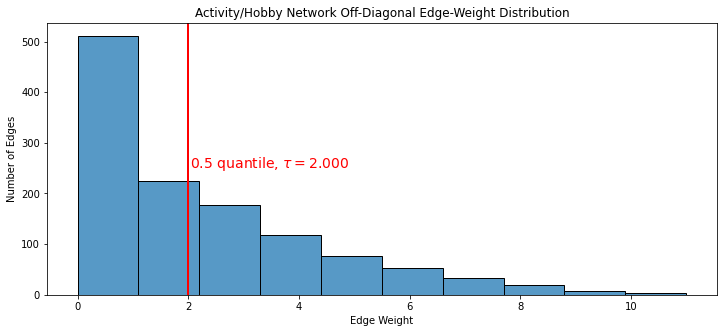 Activity/Hobby Network Off-Diagonal Edge-Weight Distribution
Number of Edges
500
400
300
200
100
0
0.5 quantile, τ = 2.000
0 2 4 6 8 10
Edge Weight